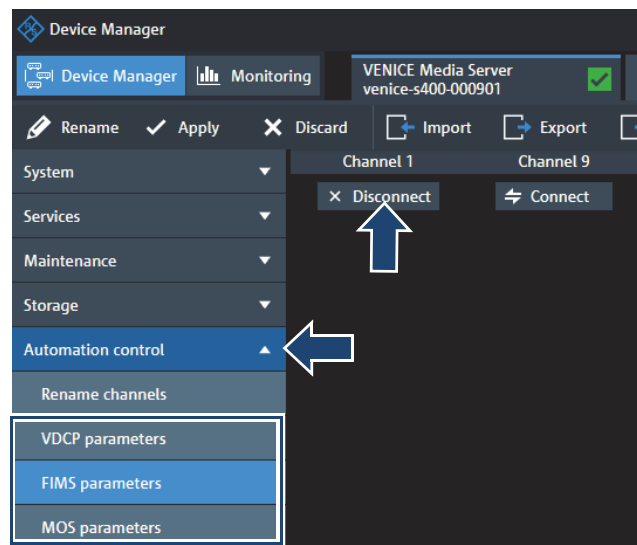 Device Manager
Device Manager Monitoring VENICE Media Server
venice-s400-000901
Rename Apply Discard Import Export
System Channel 1 Channel 9
Disconnect Connect
Services
Maintenance
Storage
Automation control
Rename channels
VDCP parameters
FIMS parameters
MOS parameters